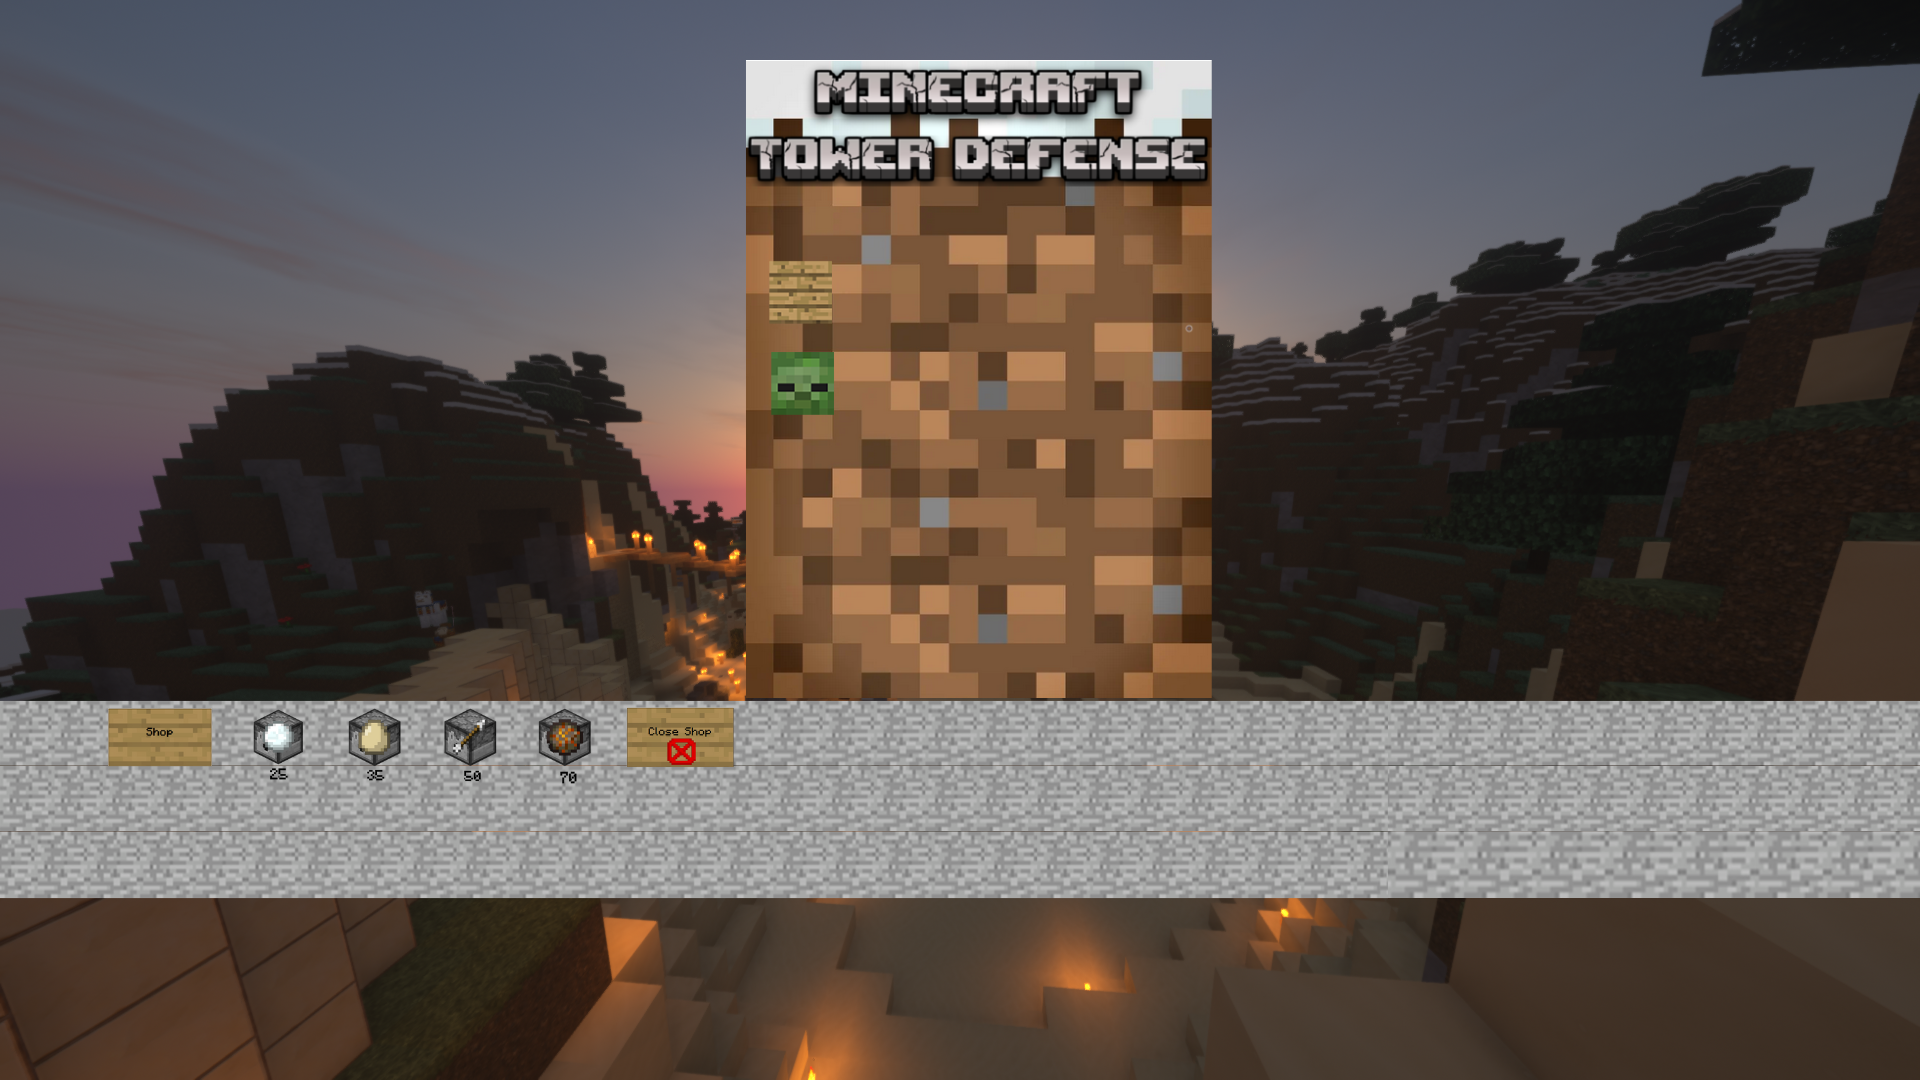 MINECRAFT
TOWER DEFENSE
Shop
25
35
50
70
Close Shop